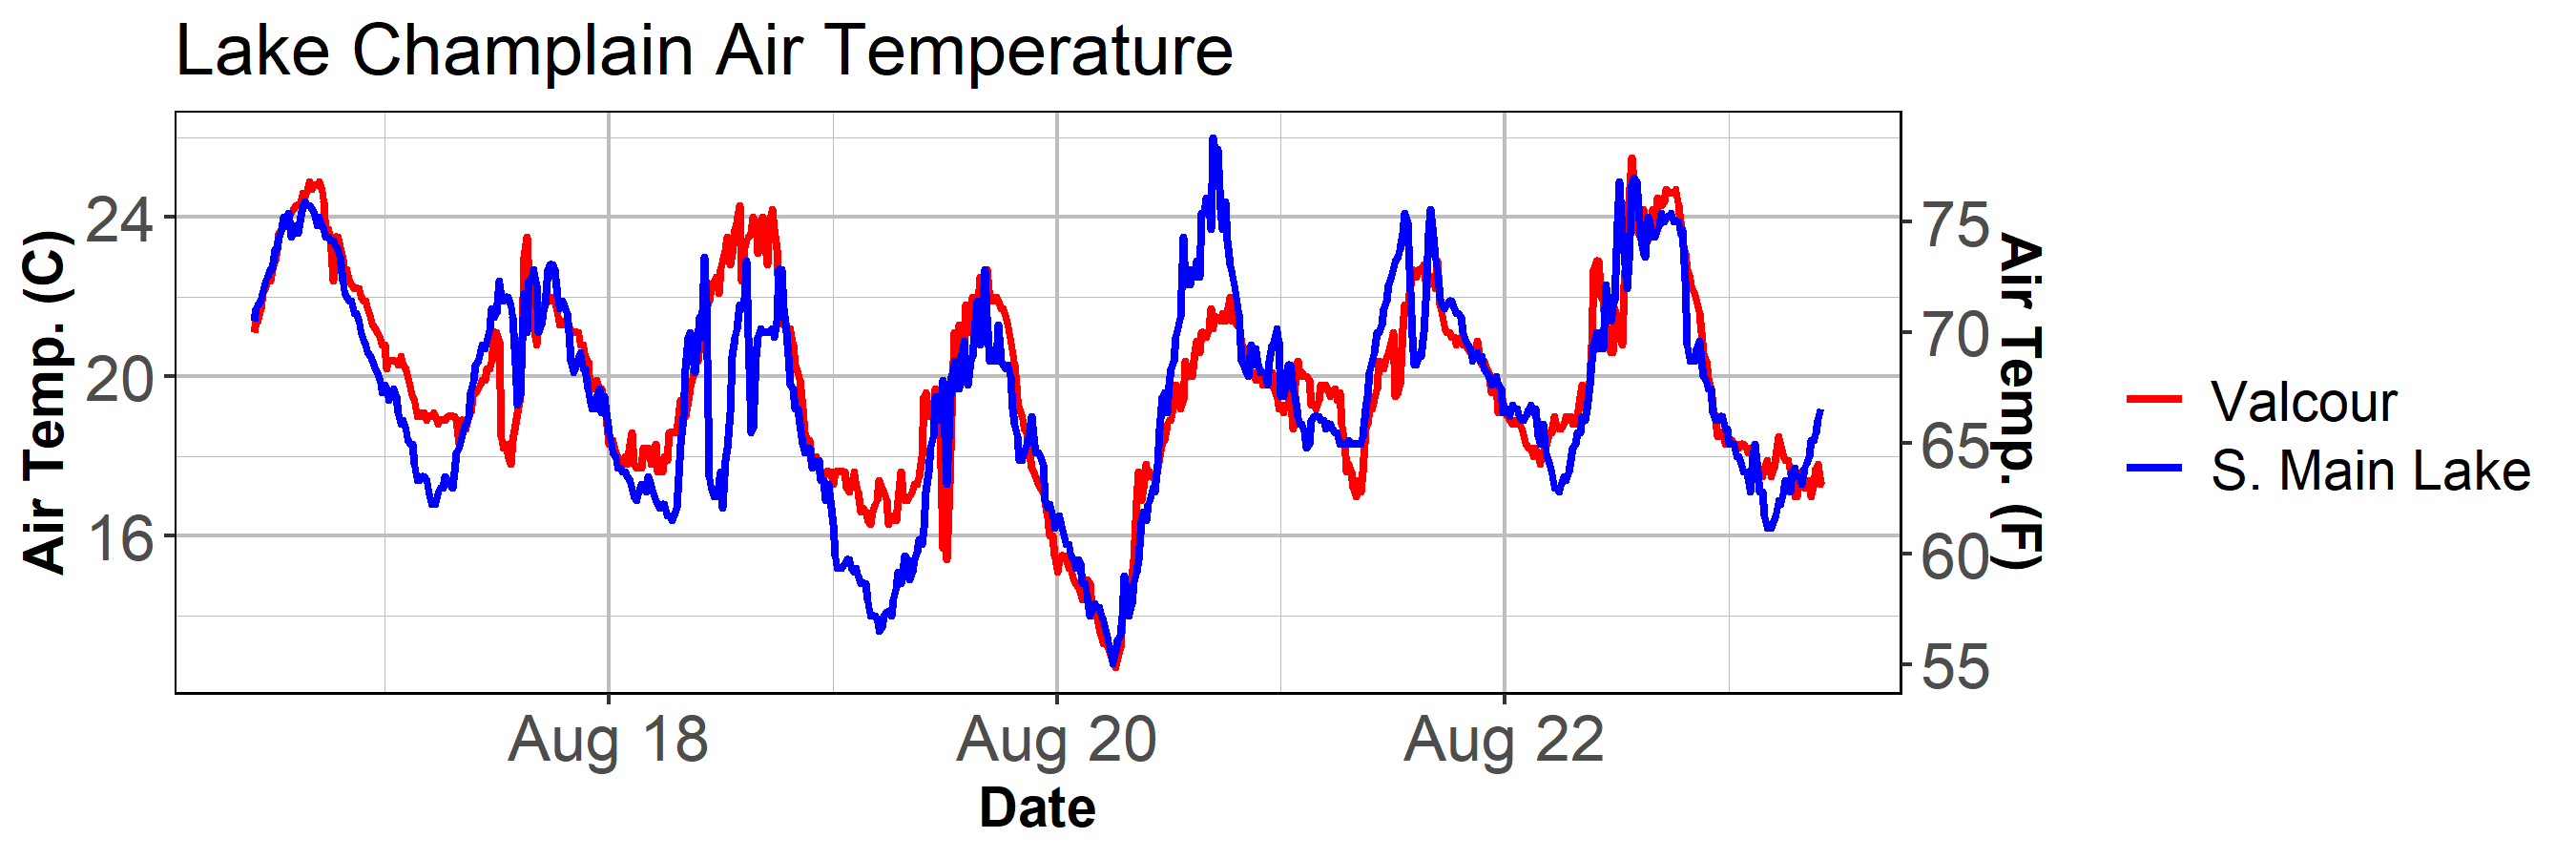 Lake Champlain Air Temperature
Air Temp. (C)
24
20
16
75
70
65
60
55
Air Temp. (F)
Aug 18
Aug 20
Aug 22
Date
Valcour
S. Main Lake